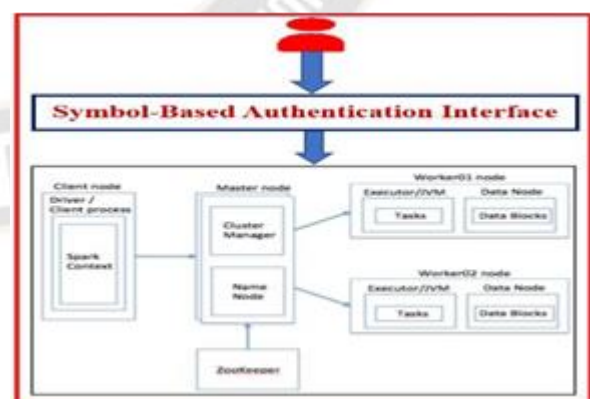 Symbol-Based Authentication Interface
Client node
Driver /
Client process
Spark
Context
Master node
Cluster
Manager
Name
Node
ZooKeeper
Worker01 node
Executor/JVM
Data Node
Tasks
Data Blocks
Worker02 node
Executor/JVM
Data Node
Tasks
Data Blocks